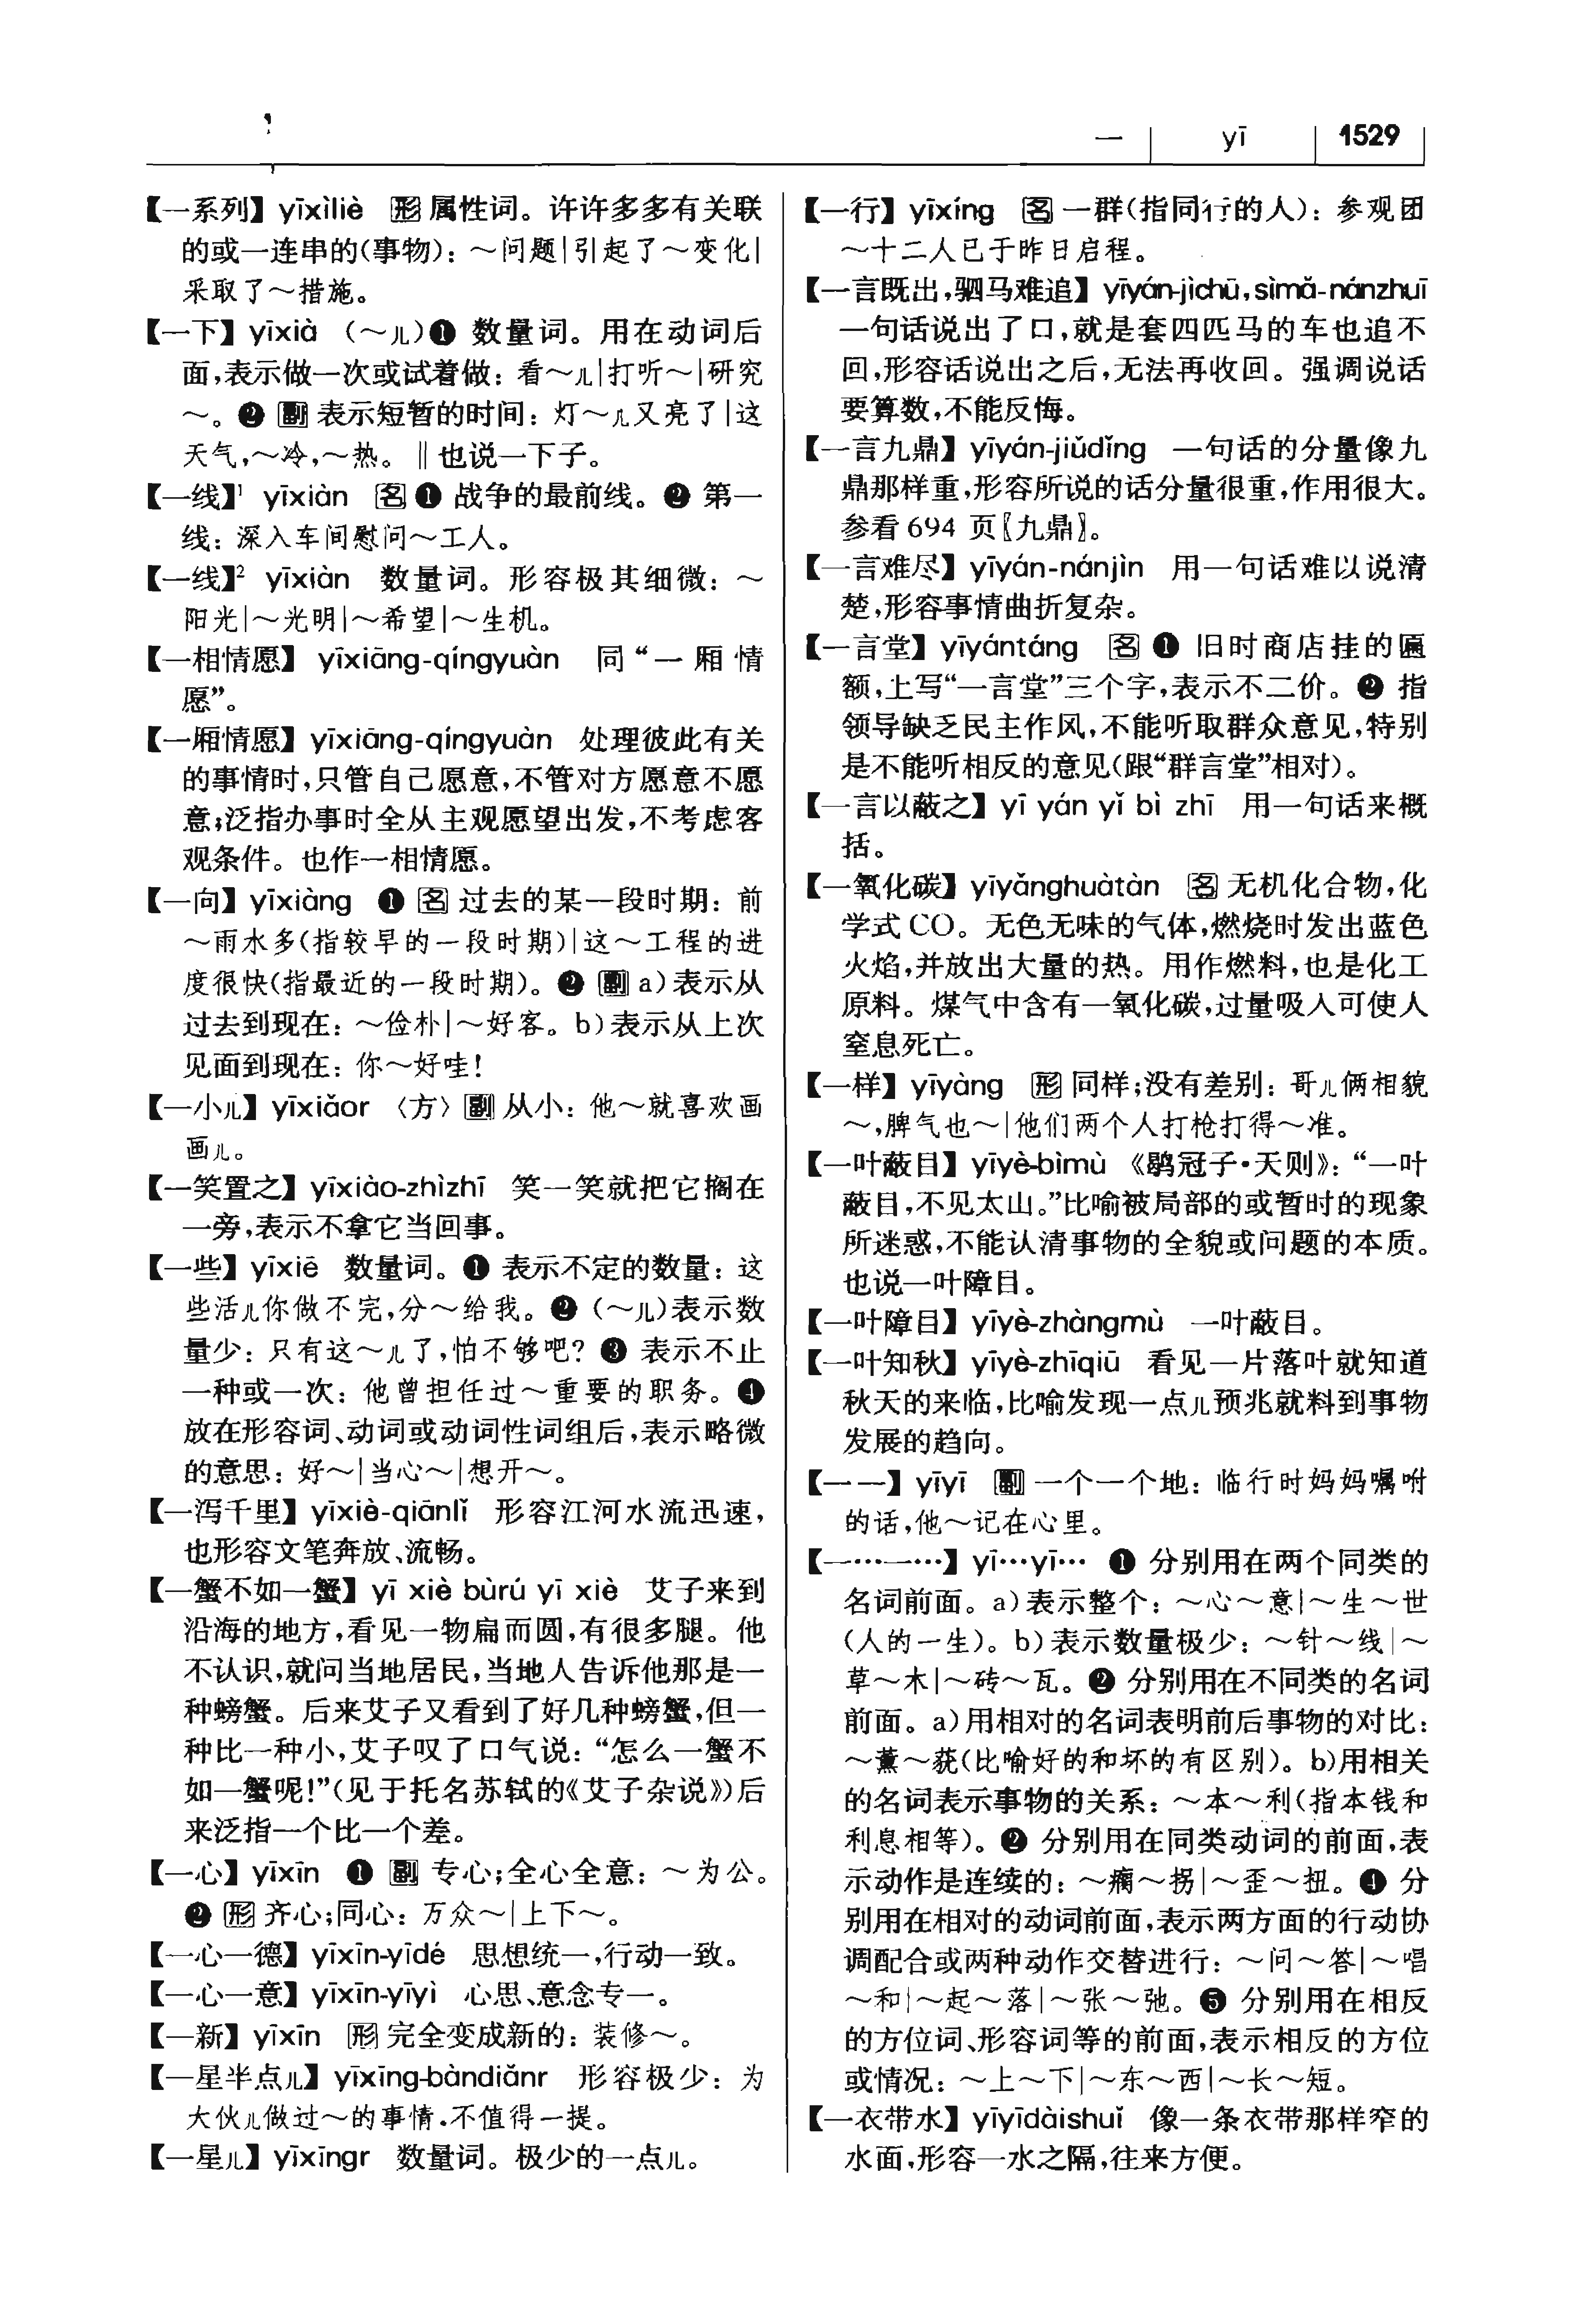 一 yī 1529
【一系列】yīxìliè 形 属性词。许许多多有关联
的或一连串的(事物)：～问题|引起了～变化|
采取了～措施。
【一下】yīxià （～儿）❶ 数量词。用在动词后
面,表示做一次或试着做：看～儿|打听～|研究
～。❷ 副 表示短暂的时间：灯～儿又亮了|这
天气,～冷,～热。‖也说一下子。
【一线】¹ yīxiàn 名 ❶ 战争的最前线。❷ 第一
线：深入车间慰问～工人。
【一线】² yīxiàn 数量词。形容极其细微：～
阳光|～光明|～希望|～生机。
【一相情愿】 yīxiāng-qíngyuàn 同“一厢情
愿”。
【一厢情愿】yīxiāng-qíngyuàn 处理彼此有关
的事情时,只管自己愿意,不管对方愿意不愿
意;泛指办事时全从主观愿望出发,不考虑客
观条件。也作一相情愿。
【一向】yīxiàng ❶ 名 过去的某一段时期：前
～雨水多(指较早的一段时期)|这～工程的进
度很快(指最近的一段时期)。❷ 副 a)表示从
过去到现在：～俭朴|～好客。b)表示从上次
见面到现在：你～好哇!
【一小儿】yīxiǎor 〈方〉副 从小：他～就喜欢画
画儿。
【一笑置之】yīxiào-zhìzhī 笑一笑就把它搁在
一旁,表示不拿它当回事。
【一些】yīxiē 数量词。❶ 表示不定的数量：这
些活儿你做不完,分～给我。❷（～儿)表示数
量少：只有这～儿了,怕不够吧? ❸ 表示不止
一种或一次：他曾担任过～重要的职务。❹
放在形容词、动词或动词性词组后,表示略微
的意思：好～|当心～|想开～。
【一泻千里】yīxiè-qiānlǐ 形容江河水流迅速,
也形容文笔奔放、流畅。
【一蟹不如一蟹】yī xiè bùrú yī xiè 艾子来到
沿海的地方,看见一物扁而圆,有很多腿。他
不认识,就问当地居民,当地人告诉他那是一
种螃蟹。后来艾子又看到了好几种螃蟹,但一
种比一种小,艾子叹了口气说：“怎么一蟹不
如一蟹呢!”(见于托名苏轼的《艾子杂说》)后
来泛指一个比一个差。
【一心】yīxīn ❶ 副 专心;全心全意：～为公。
❷ 形 齐心;同心：万众～|上下～。
【一心一德】yīxīn-yīdé 思想统一,行动一致。
【一心一意】yīxīn-yīyì 心思、意念专一。
【一新】yīxīn 形 完全变成新的：装修～。
【一星半点儿】yīxīng-bàndiǎnr 形容极少：为
大伙儿做过～的事情,不值得一提。
【一星儿】yīxīngr 数量词。极少的一点儿。
【一行】yīxíng 名 一群(指同行的人)：参观团
～十二人已于昨日启程。
【一言既出,驷马难追】yīyán-jìchū,sìmǎ-nánzhuī
一句话说出了口,就是套四匹马的车也追不
回,形容话说出之后,无法再收回。强调说话
要算数,不能反悔。
【一言九鼎】yīyán-jiǔdǐng 一句话的分量像九
鼎那样重,形容所说的话分量很重,作用很大。
参看694 页〖九鼎〗。
【一言难尽】yīyán-nánjìn 用一句话难以说清
楚,形容事情曲折复杂。
【一言堂】yīyántáng 名 ❶ 旧时商店挂的匾
额,上写“一言堂”三个字,表示不二价。❷ 指
领导缺乏民主作风,不能听取群众意见,特别
是不能听相反的意见(跟“群言堂”相对)。
【一言以蔽之】yī yán yǐ bì zhī 用一句话来概
括。
【一氧化碳】yīyǎnghuàtàn 名 无机化合物,化
学式 CO。无色无味的气体,燃烧时发出蓝色
火焰,并放出大量的热。用作燃料,也是化工
原料。煤气中含有一氧化碳,过量吸入可使人
窒息死亡。
【一样】yīyàng 形 同样;没有差别：哥儿俩相貌
～,脾气也～|他们两个人打枪打得～准。
【一叶蔽目】yīyè-bìmù 《鹖冠子·天则》：“一叶
蔽目,不见太山。”比喻被局部的或暂时的现象
所迷惑,不能认清事物的全貌或问题的本质。
也说一叶障目。
【一叶障目】yīyè-zhàngmù 一叶蔽目。
【一叶知秋】yīyè-zhīqiū 看见一片落叶就知道
秋天的来临,比喻发现一点儿预兆就料到事物
发展的趋向。
【一一】yīyī 副 一个一个地：临行时妈妈嘱咐
的话,他～记在心里。
【一…一…】yī…yī… ❶ 分别用在两个同类的
名词前面。a)表示整个：～心～意|～生～世
(人的一生)。b)表示数量极少：～针～线|～
草～木|～砖～瓦。❷ 分别用在不同类的名词
前面。a)用相对的名词表明前后事物的对比：
～薰～莸(比喻好的和坏的有区别)。b)用相关
的名词表示事物的关系：～本～利(指本钱和
利息相等)。❷ 分别用在同类动词的前面,表
示动作是连续的：～瘸～拐|～歪～扭。❹ 分
别用在相对的动词前面,表示两方面的行动协
调配合或两种动作交替进行：～问～答|～唱
～和|～起～落|～张～弛。❺ 分别用在相反
的方位词、形容词等的前面,表示相反的方位
或情况：～上～下|～东～西|～长～短。
【一衣带水】yīyīdàishuǐ 像一条衣带那样窄的
水面,形容一水之隔,往来方便。